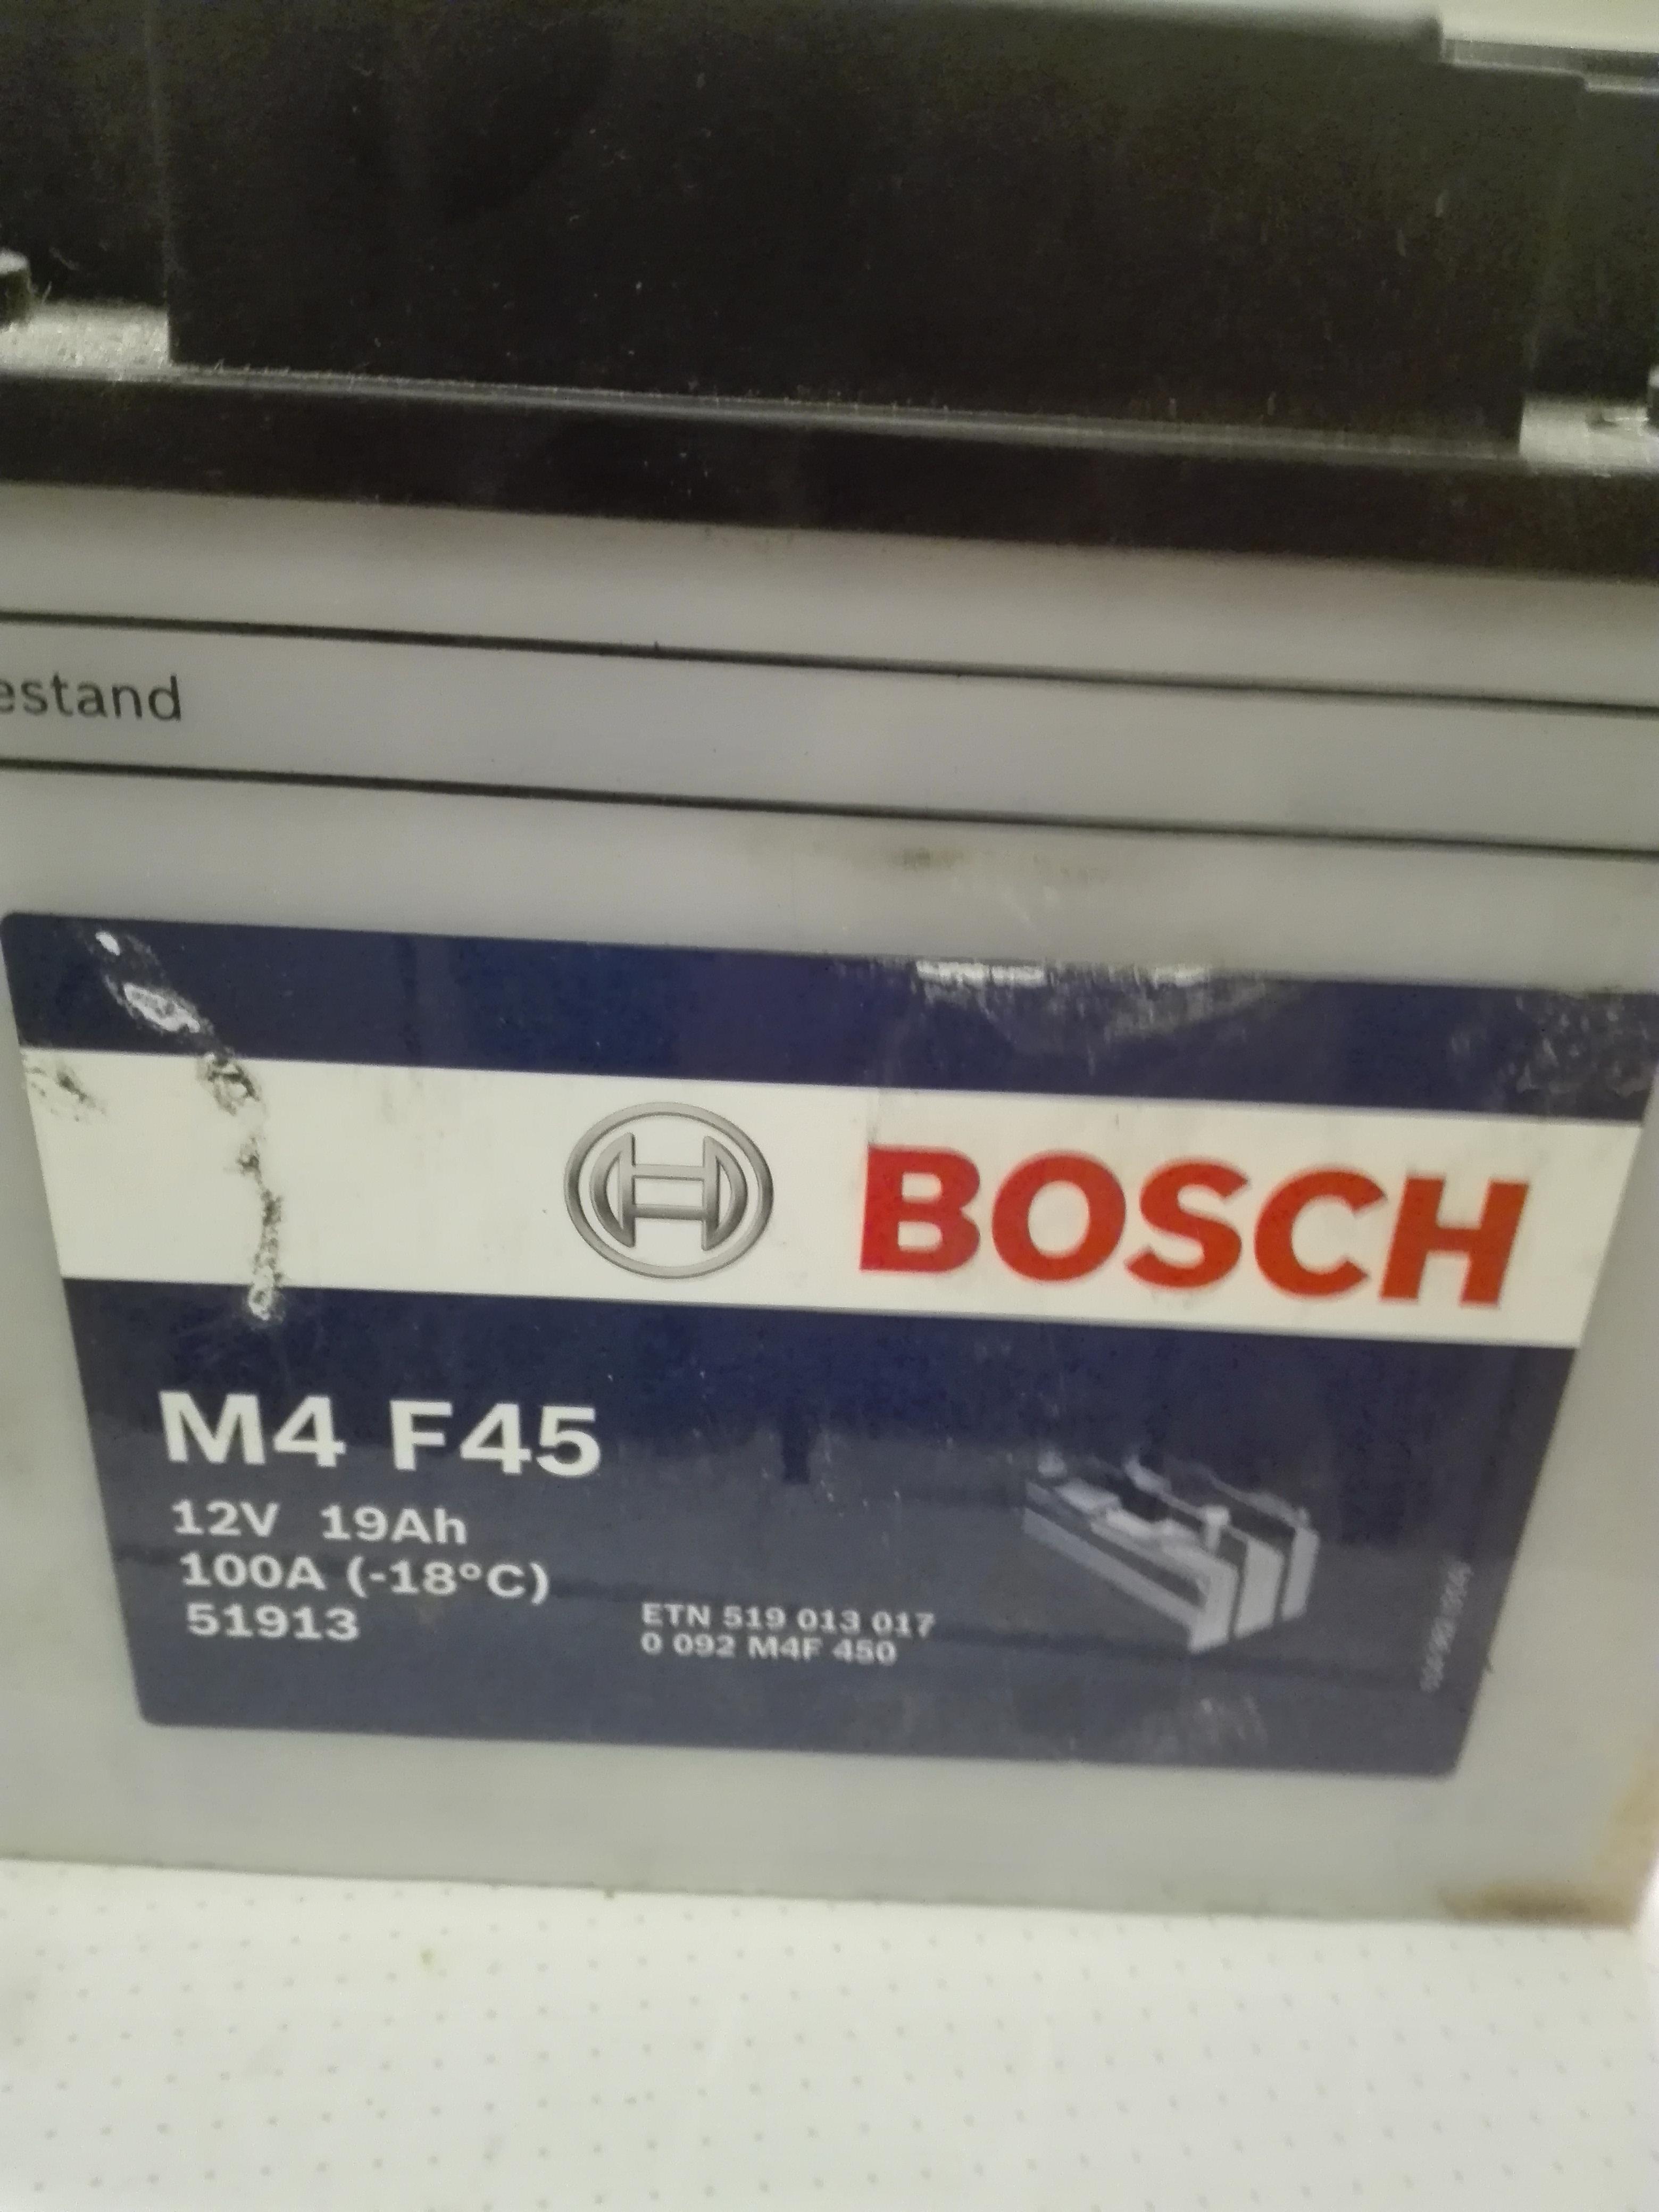 estand
BOSCH
M4 F45
12V 19Ah
100A (-18°C)
51913
ETN 519 013 017
0 092 M4F 450